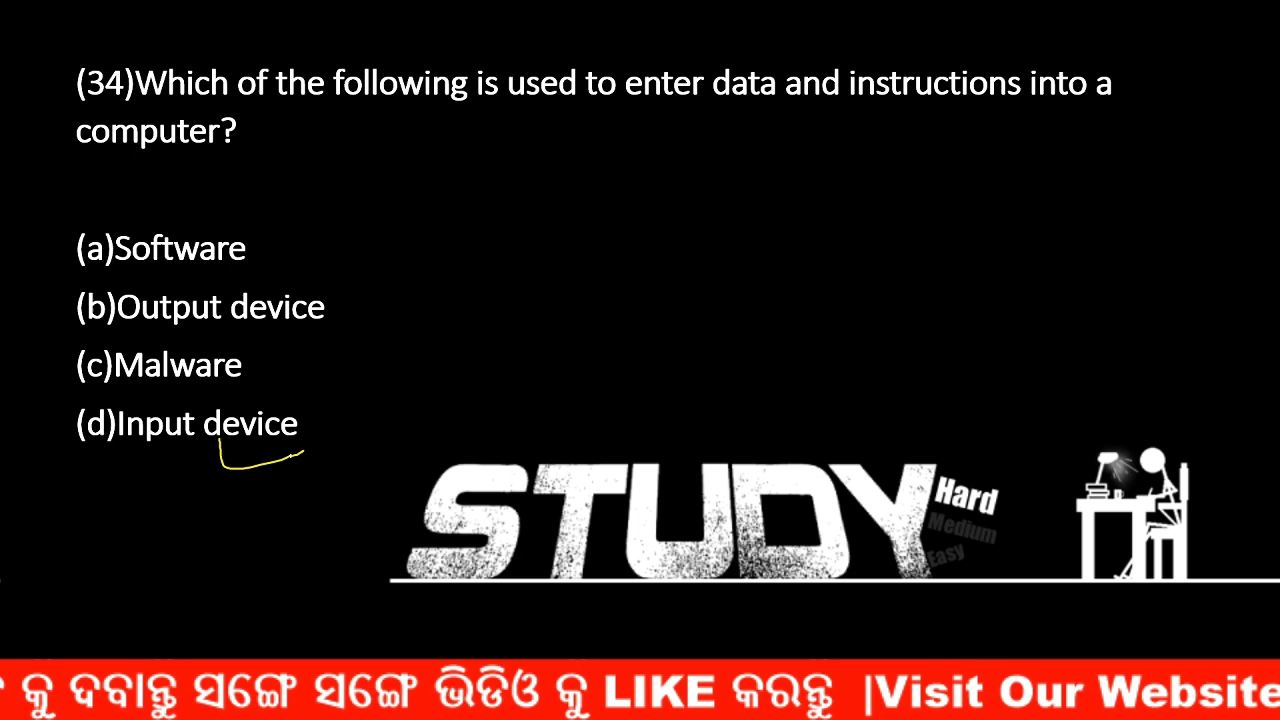 (34)Which of the following is used to enter data and instructions into a
computer?
(a)Software
(b)Output device
(c)Malware
(d)Input device
STUDY
Hard
Medium
Easy
କୁ ଦବାନ୍ତୁ ସଙ୍ଗେ ସଙ୍ଗେ ଭିଡିଓ କୁ LIKE କରନ୍ତୁ |Visit Our Website